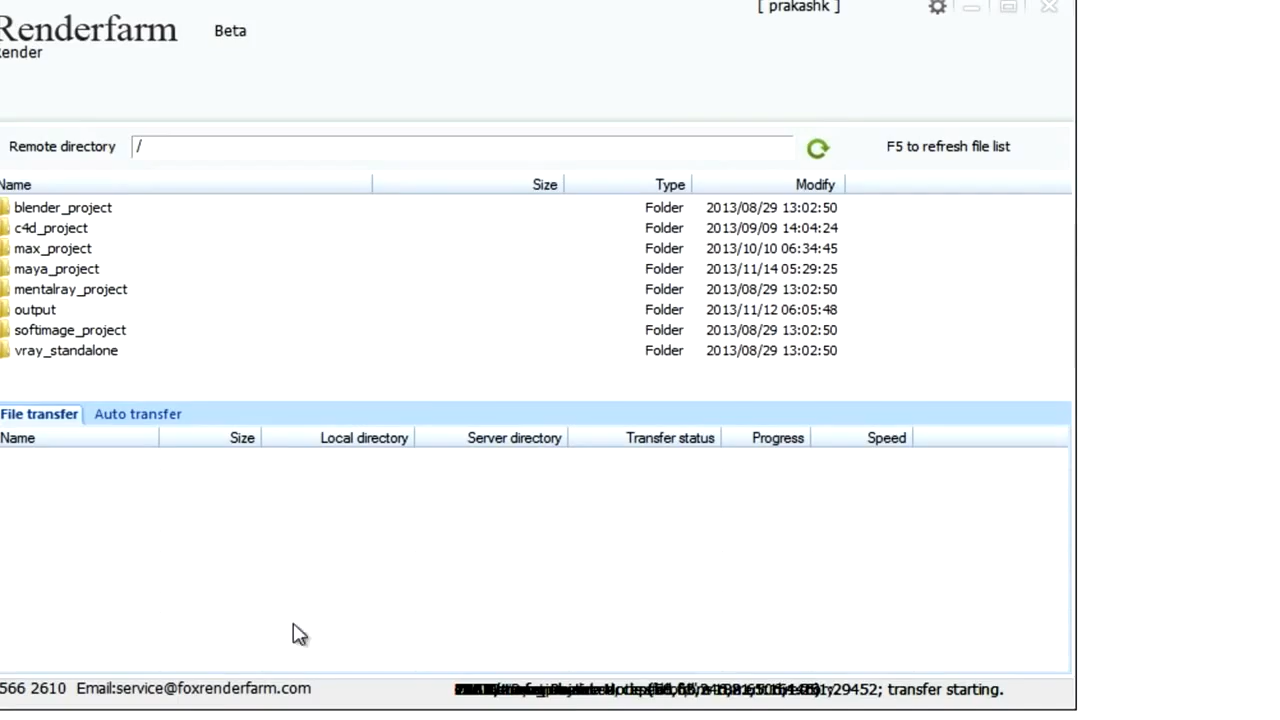 [ prakashk ]
Renderfarm Beta
Render
Remote directory / F5 to refresh file list
Name Size Type Modify
blender_project Folder 2013/08/29 13:02:50
c4d_project Folder 2013/09/09 14:04:24
max_project Folder 2013/10/10 06:34:45
maya_project Folder 2013/11/14 05:29:25
mentalray_project Folder 2013/08/29 13:02:50
output Folder 2013/11/12 06:05:48
softimage_project Folder 2013/08/29 13:02:50
vray_standalone Folder 2013/08/29 13:02:50
File transfer Auto transfer
Name Size Local directory Server directory Transfer status Progress Speed
566 2610 Email:service@foxrenderfarm.com 29452; transfer starting.